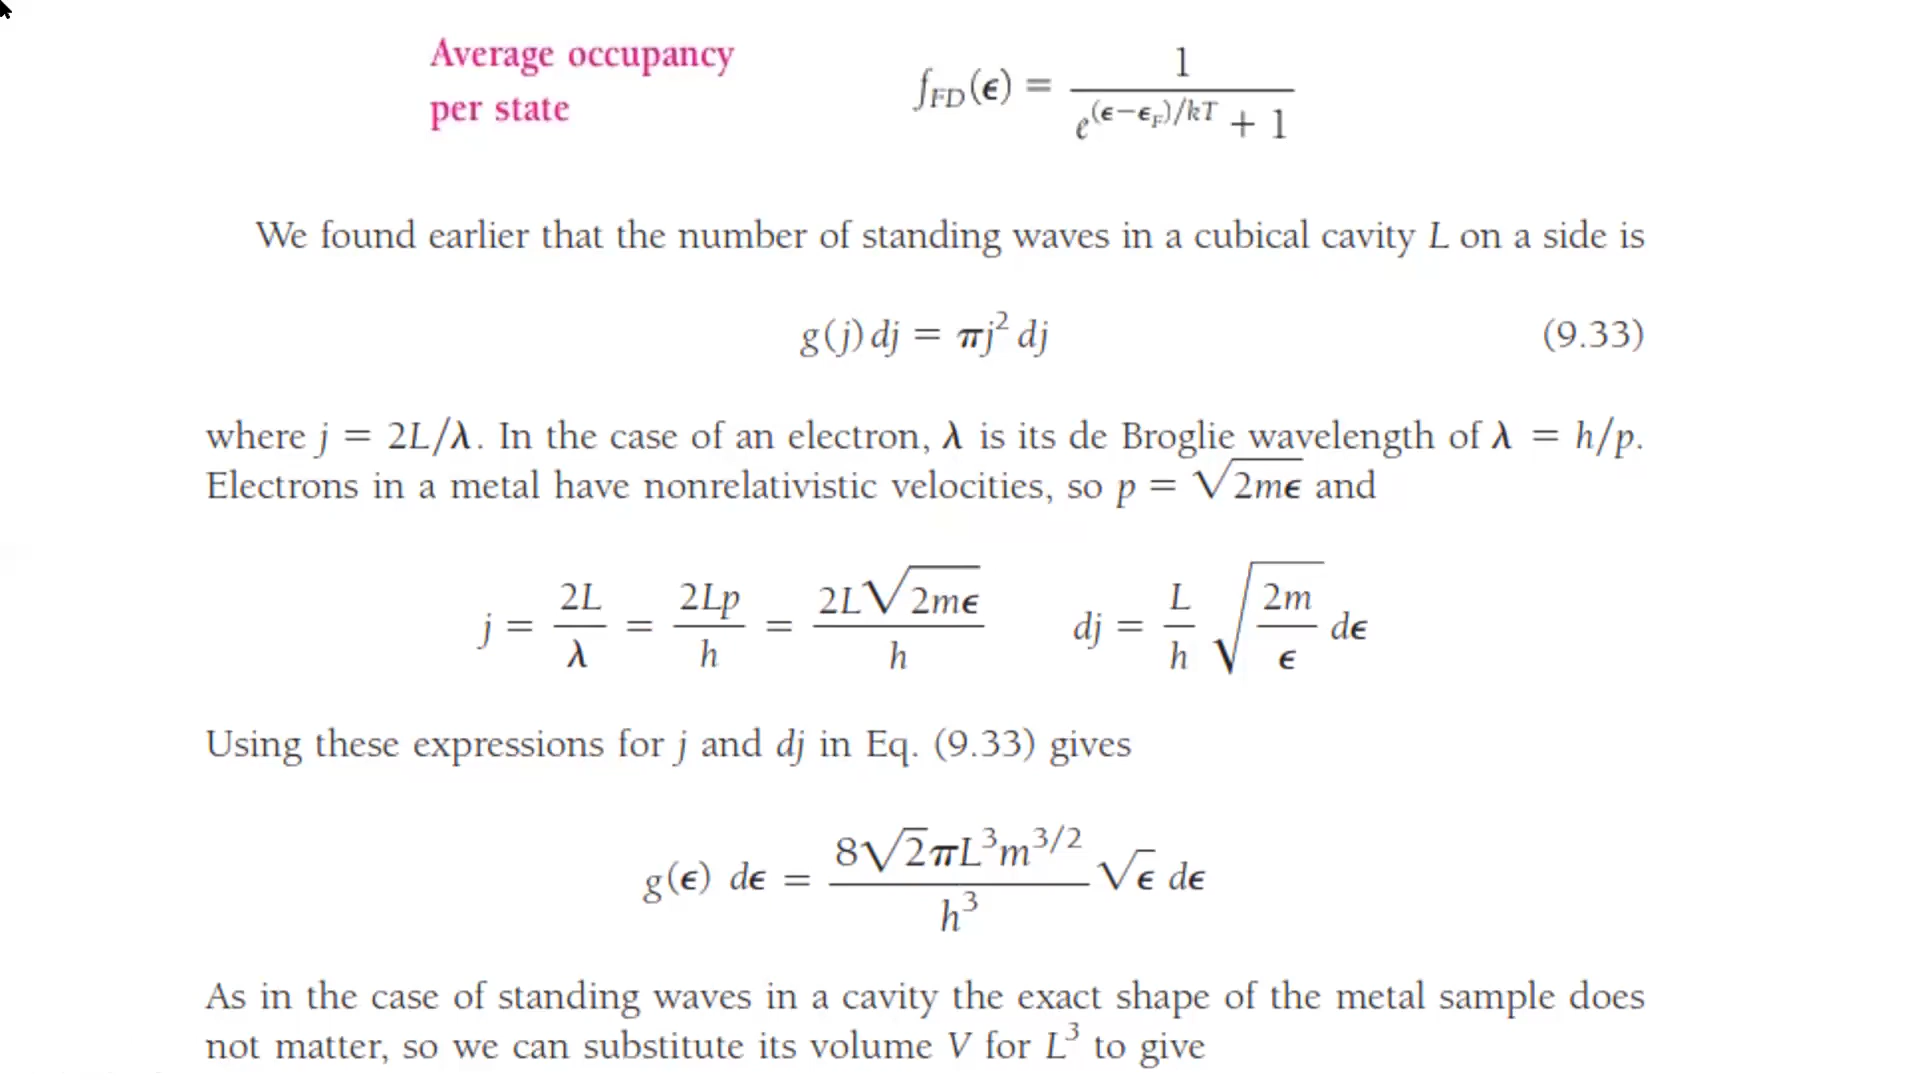 Average occupancy
per state
f_FD(ϵ) = 1 / (e^{(ϵ−ϵ_F)/kT} + 1)
We found earlier that the number of standing waves in a cubical cavity L on a side is
g(j) dj = πj² dj (9.33)
where j = 2L/λ. In the case of an electron, λ is its de Broglie wavelength of λ = h/p.
Electrons in a metal have nonrelativistic velocities, so p = √(2mϵ) and
j = 2L/λ = 2Lp/h = 2L√(2mϵ)/h dj = L/h √(2m/ϵ) dϵ
Using these expressions for j and dj in Eq. (9.33) gives
g(ϵ) dϵ = 8√2πL³m^{3/2}/h³ √ϵ dϵ
As in the case of standing waves in a cavity the exact shape of the metal sample does
not matter, so we can substitute its volume V for L³ to give